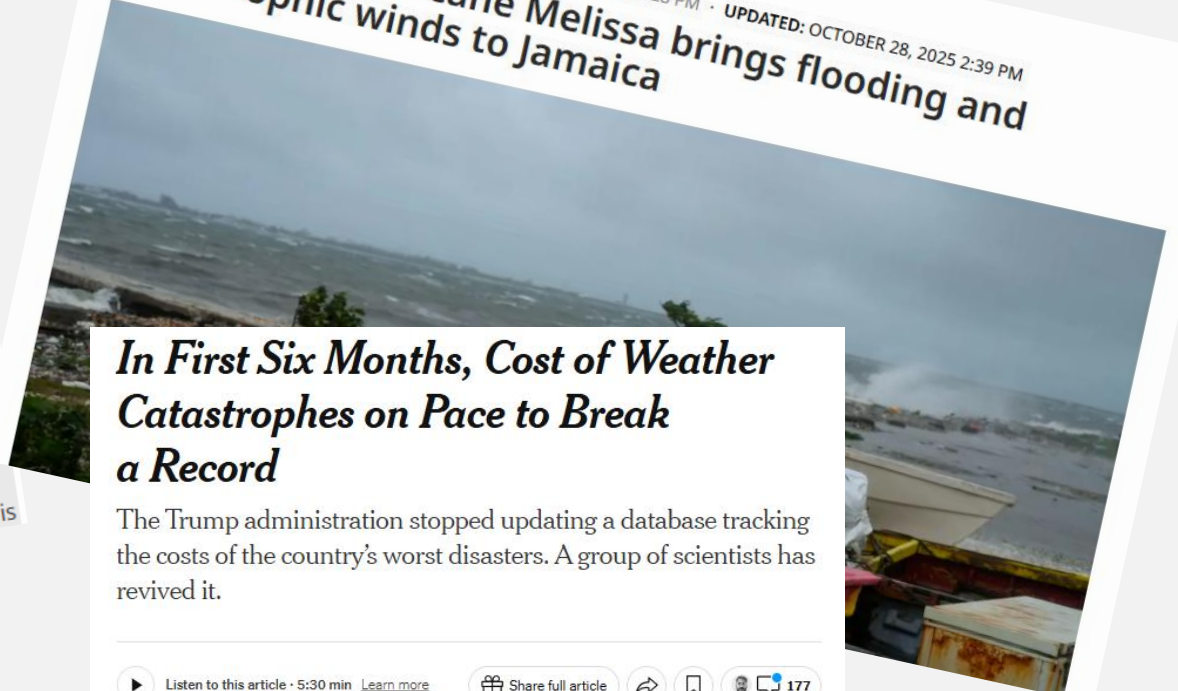 PM · UPDATED: OCTOBER 28, 2025 2:39 PM
Melissa brings flooding and
winds to Jamaica
is
In First Six Months, Cost of Weather
Catastrophes on Pace to Break
a Record
The Trump administration stopped updating a database tracking
the costs of the country’s worst disasters. A group of scientists has
revived it.
Listen to this article · 5:30 min Learn more
Share full article
177